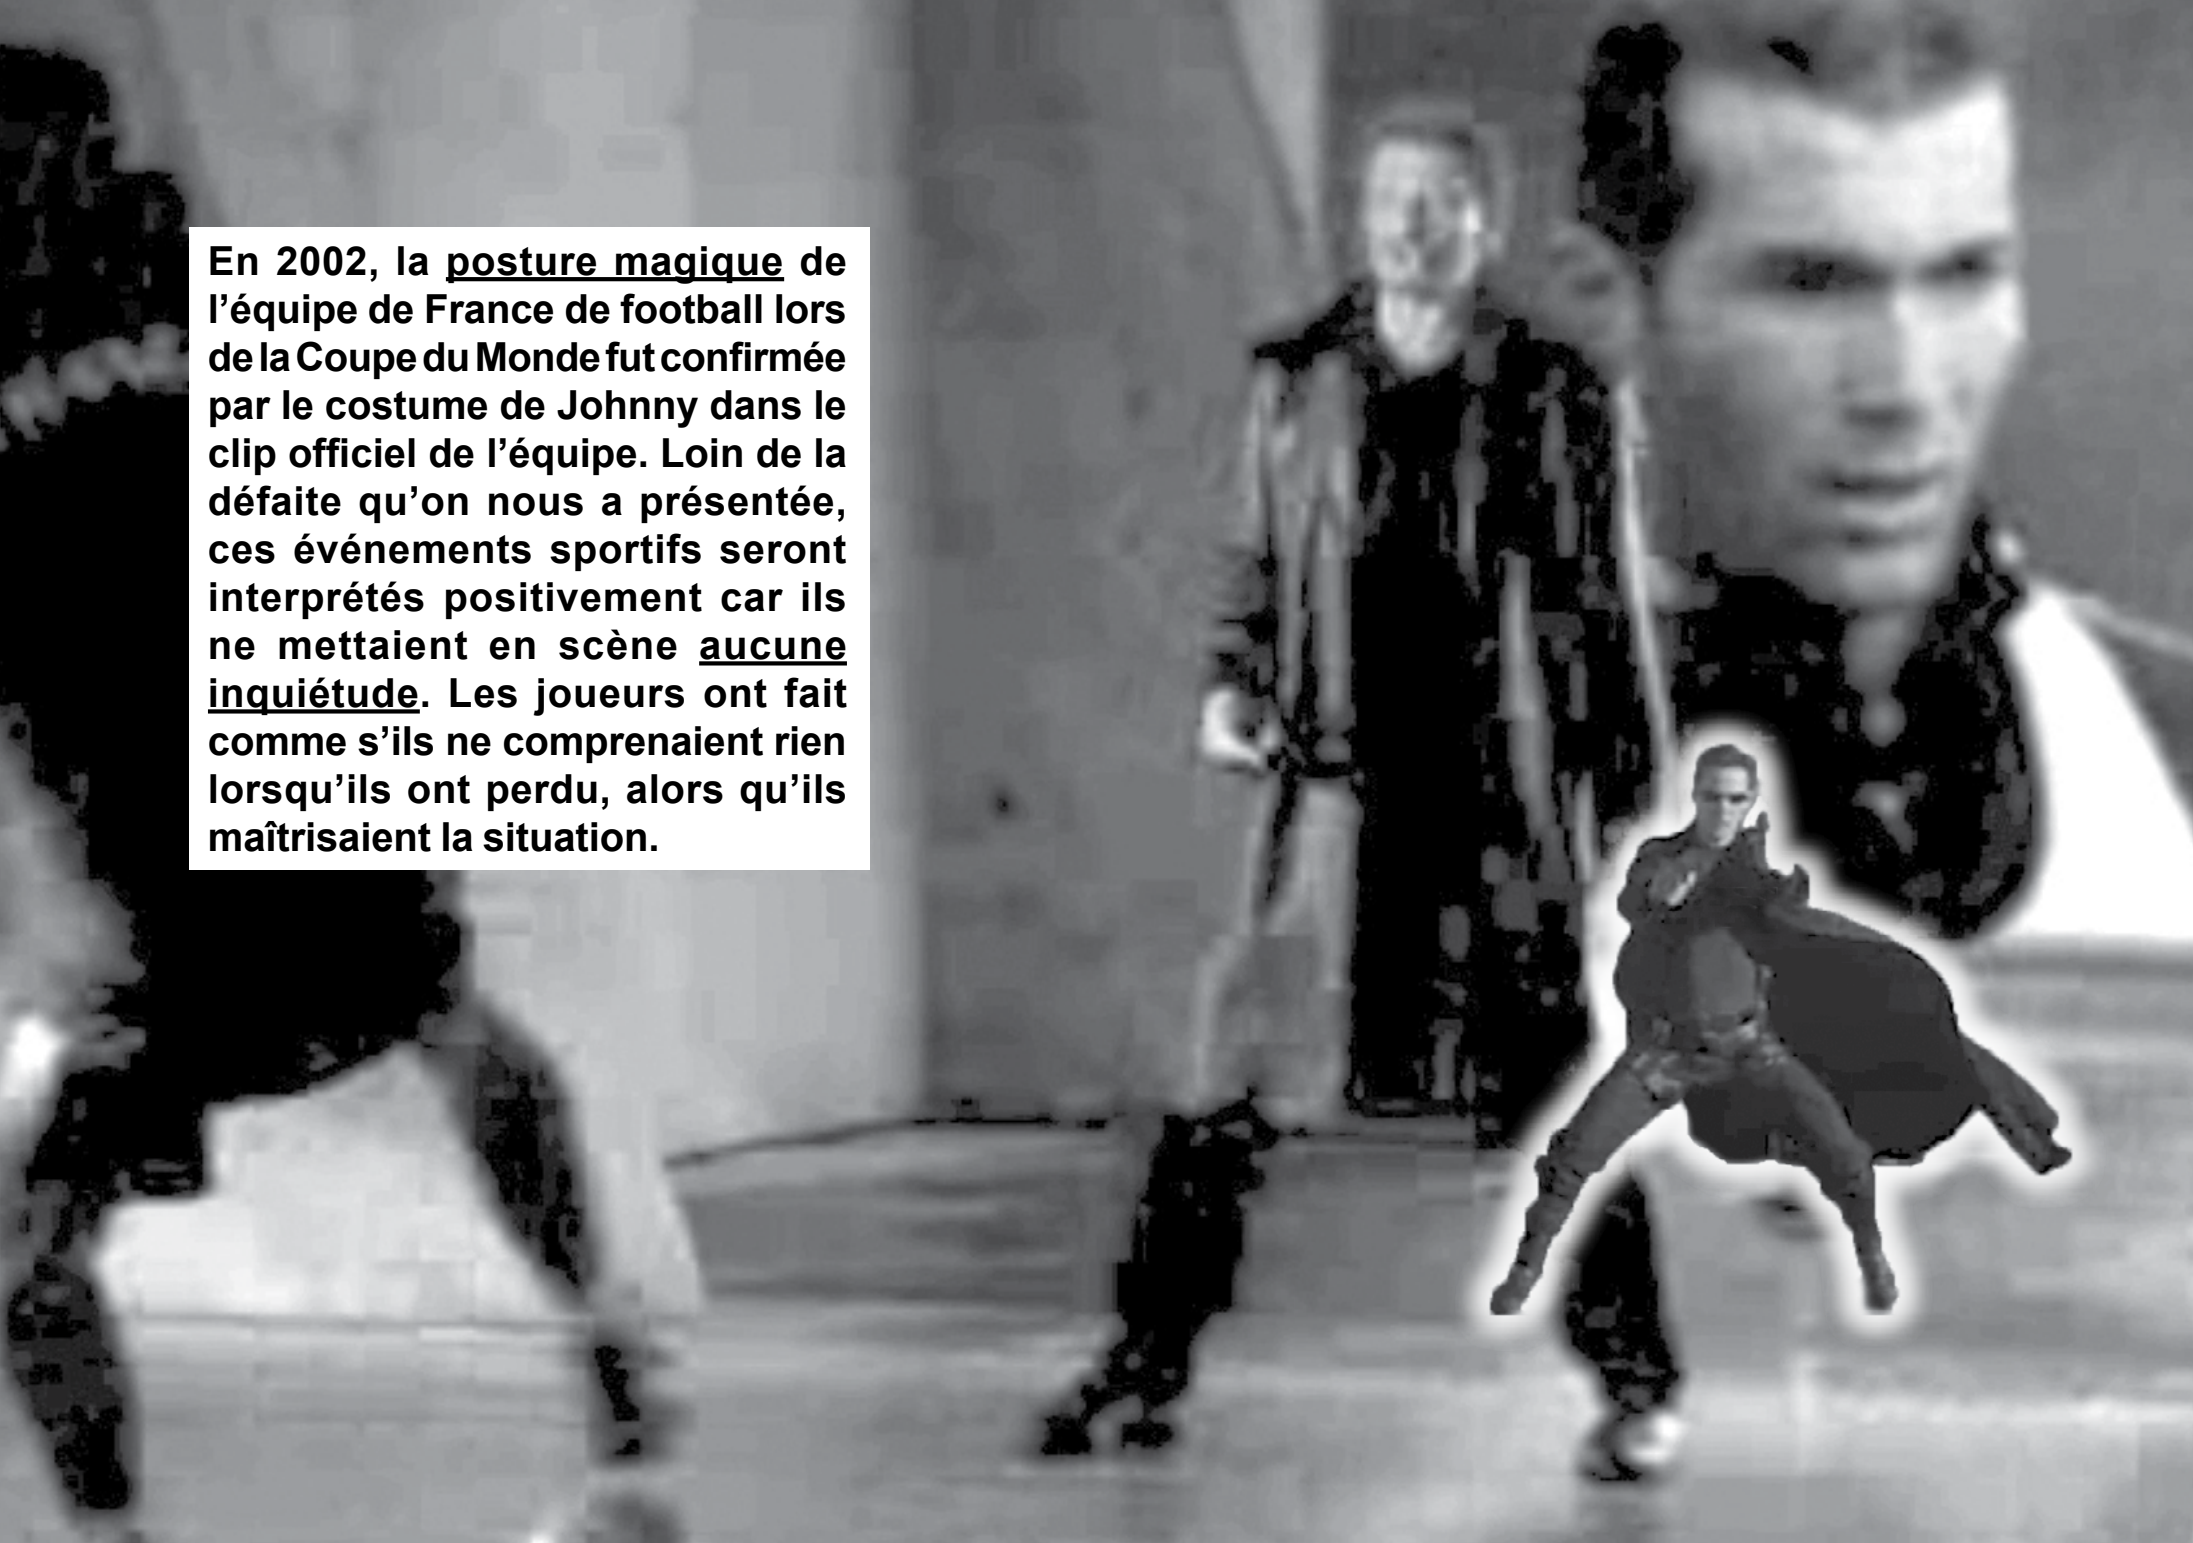 En 2002, la posture magique de
l’équipe de France de football lors
de la Coupe du Monde fut confirmée
par le costume de Johnny dans le
clip officiel de l’équipe. Loin de la
défaite qu’on nous a présentée,
ces événements sportifs seront
interprétés positivement car ils
ne mettaient en scène aucune
inquiétude. Les joueurs ont fait
comme s’ils ne comprenaient rien
lorsqu’ils ont perdu, alors qu’ils
maîtrisaient la situation.